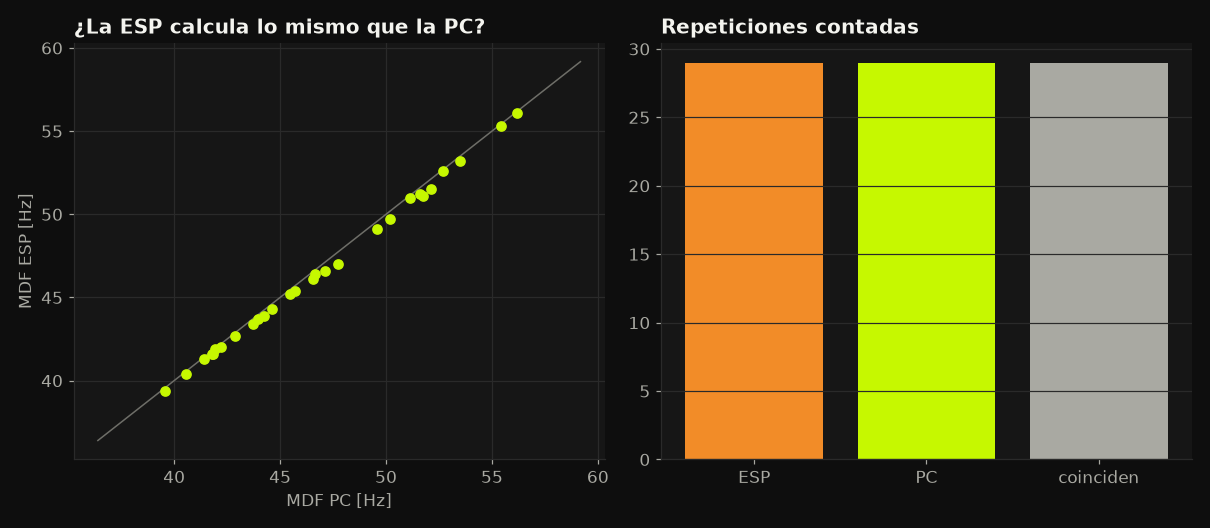 ¿La ESP calcula lo mismo que la PC?
60
55
50
45
40
MDF ESP [Hz]
40 45 50 55 60
MDF PC [Hz]
Repeticiones contadas
30
25
20
15
10
5
0
ESP PC coinciden